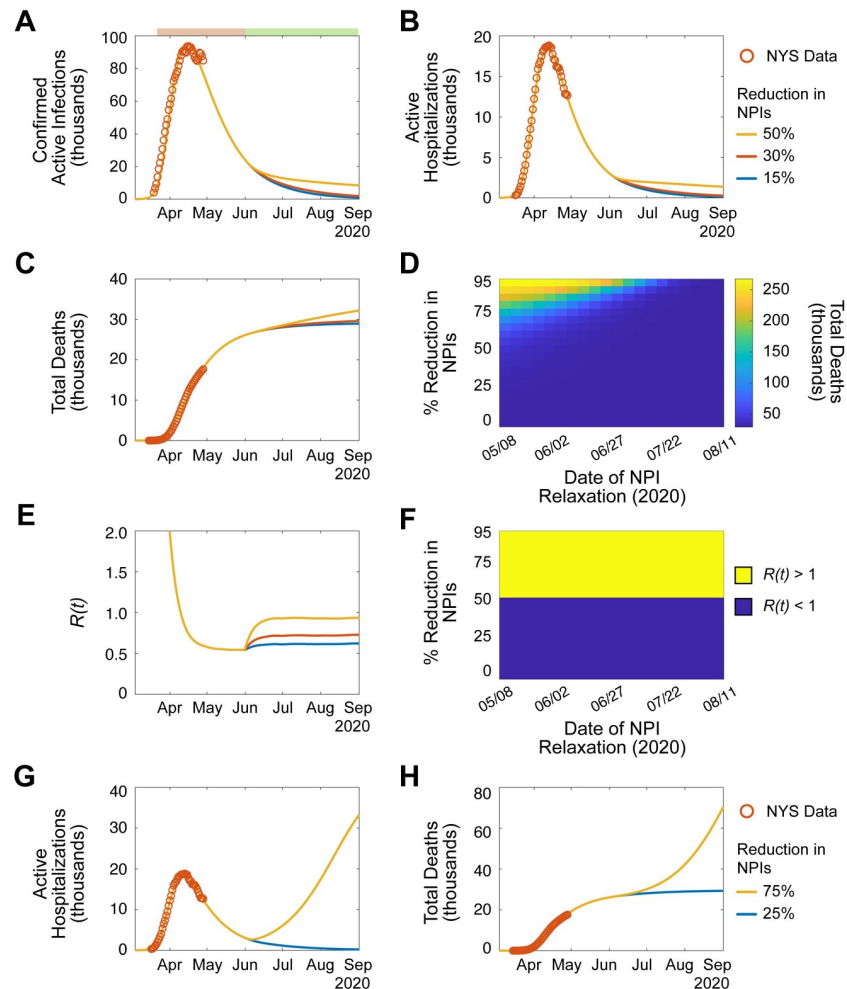 A
Confirmed
Active Infections
(thousands)
100
80
60
40
20
0
Apr May Jun Jul Aug Sep
2020
B
Active
Hospitalizations
(thousands)
20
15
10
5
0
Apr May Jun Jul Aug Sep
2020
NYS Data
Reduction in
NPIs
50%
30%
15%
C
Total Deaths
(thousands)
40
30
20
10
0
Apr May Jun Jul Aug Sep
2020
D
% Reduction in
NPIs
95
75
50
25
0
05/08 06/02 06/27 07/22 08/11
Date of NPI
Relaxation (2020)
250
200
150
100
50
Total Deaths
(thousands)
E
R(t)
2.0
1.5
1.0
0.5
0
Apr May Jun Jul Aug Sep
2020
F
% Reduction in
NPIs
95
75
50
25
0
05/08 06/02 06/27 07/22 08/11
Date of NPI
Relaxation (2020)
R(t) > 1
R(t) < 1
G
Active
Hospitalizations
(thousands)
40
30
20
10
0
Apr May Jun Jul Aug Sep
2020
H
Total Deaths
(thousands)
80
60
40
20
0
Apr May Jun Jul Aug Sep
2020
NYS Data
Reduction in
NPIs
75%
25%